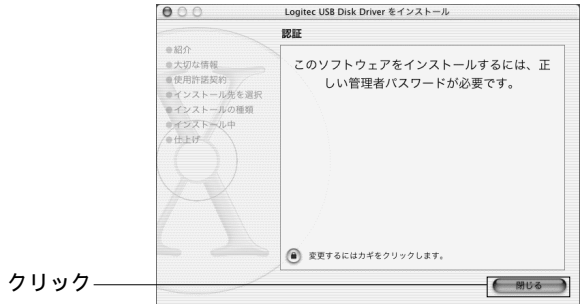 Logitec USB Disk Driver をインストール
認証
紹介
大切な情報
使用許諾契約
インストール先を選択
インストールの種類
インストール中
仕上げ
このソフトウェアをインストールするには、正
しい管理者パスワードが必要です。
変更するにはカギをクリックします。
クリック
閉じる